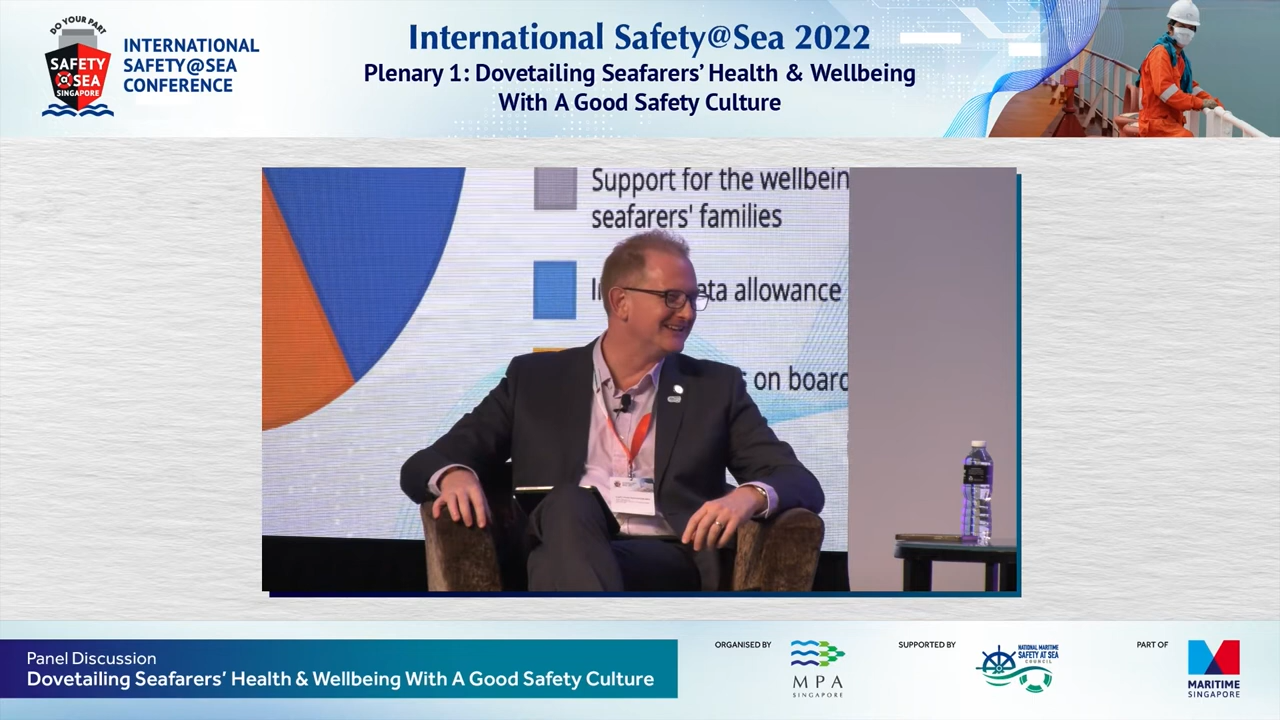 DO YOUR PART
SAFETY
@SEA
SINGAPORE
INTERNATIONAL
SAFETY@SEA
CONFERENCE
International Safety@Sea 2022
Plenary 1: Dovetailing Seafarers' Health & Wellbeing
With A Good Safety Culture
Support for the wellbein
seafarers' families
allowance
on board
Panel Discussion
Dovetailing Seafarers' Health & Wellbeing With A Good Safety Culture
ORGANISED BY
MPA
SINGAPORE
SUPPORTED BY
NATIONAL MARITIME
SAFETY AT SEA
COUNCIL
PART OF
MARITIME
SINGAPORE